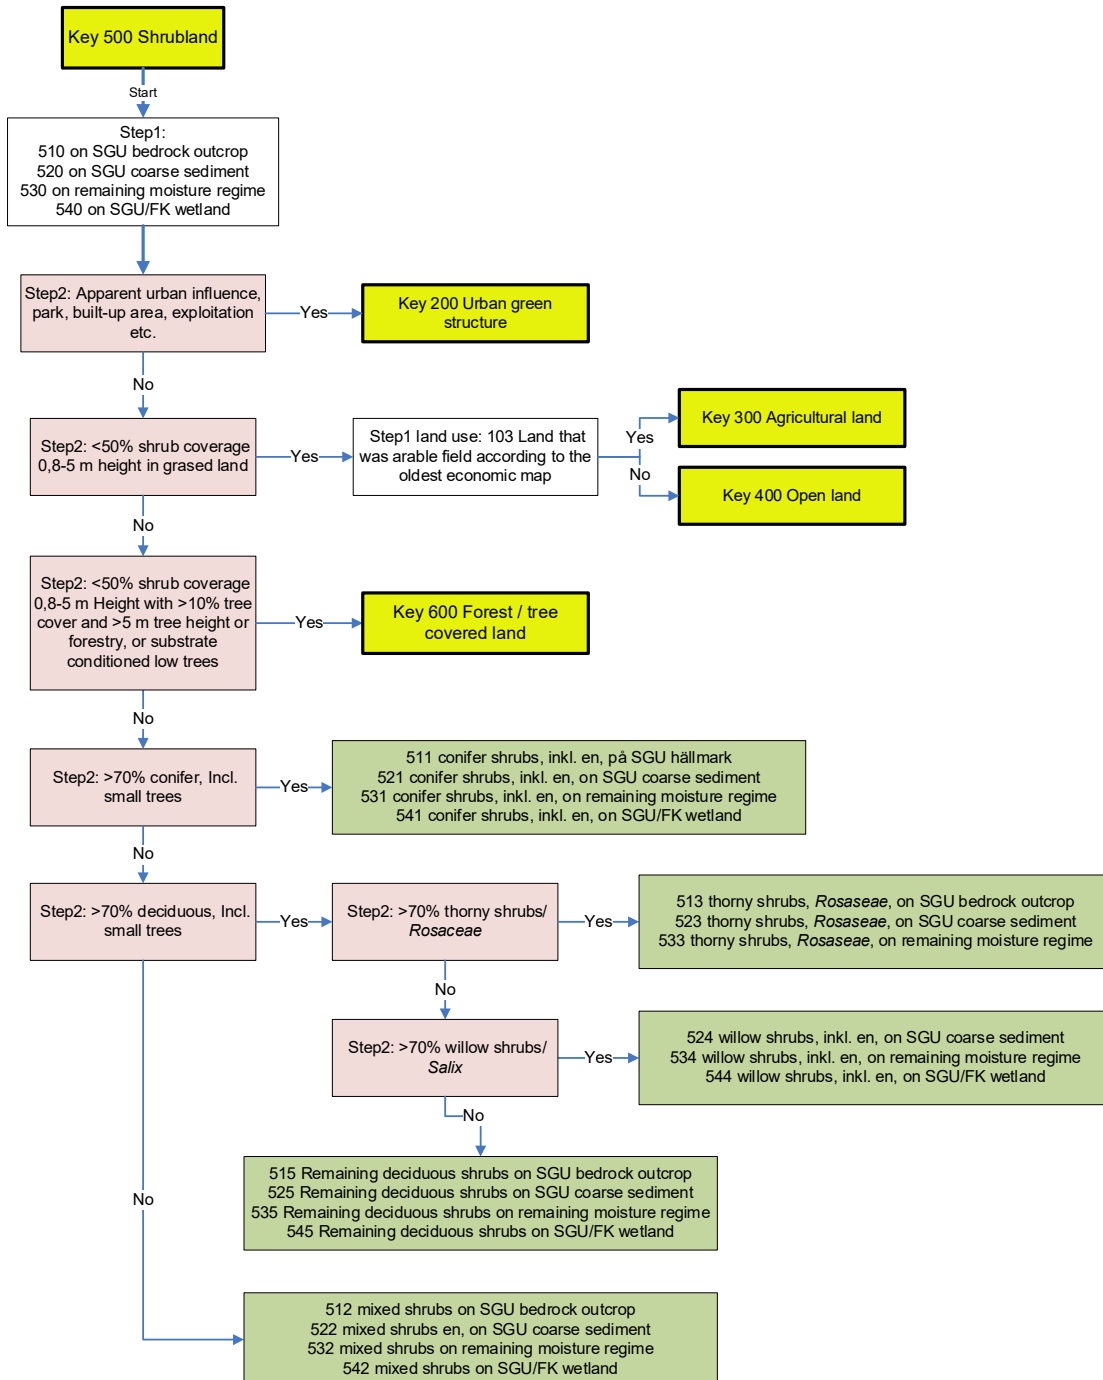 Key 500 Shrubland
Start
Step1:
510 on SGU bedrock outcrop
520 on SGU coarse sediment
530 on remaining moisture regime
540 on SGU/FK wetland
Step2: Apparent urban influence,
park, built-up area, exploitation
etc.
Yes
Key 200 Urban green
structure
No
Step2: <50% shrub coverage
0,8-5 m height in grased land
Yes
Step1 land use: 103 Land that
was arable field according to the
oldest economic map
Yes
Key 300 Agricultural land
No
Key 400 Open land
No
Step2: <50% shrub coverage
0,8-5 m Height with >10% tree
cover and >5 m tree height or
forestry, or substrate
conditioned low trees
Yes
Key 600 Forest / tree
covered land
No
Step2: >70% conifer, Incl.
small trees
Yes
511 conifer shrubs, inkl. en, på SGU hällmark
521 conifer shrubs, inkl. en, on SGU coarse sediment
531 conifer shrubs, inkl. en, on remaining moisture regime
541 conifer shrubs, inkl. en, on SGU/FK wetland
No
Step2: >70% deciduous, Incl.
small trees
Yes
Step2: >70% thorny shrubs/
Rosaceae
Yes
513 thorny shrubs, Rosaseae, on SGU bedrock outcrop
523 thorny shrubs, Rosaseae, on SGU coarse sediment
533 thorny shrubs, Rosaseae, on remaining moisture regime
No
Step2: >70% willow shrubs/
Salix
Yes
524 willow shrubs, inkl. en, on SGU coarse sediment
534 willow shrubs, inkl. en, on remaining moisture regime
544 willow shrubs, inkl. en, on SGU/FK wetland
No
515 Remaining deciduous shrubs on SGU bedrock outcrop
525 Remaining deciduous shrubs on SGU coarse sediment
535 Remaining deciduous shrubs on remaining moisture regime
545 Remaining deciduous shrubs on SGU/FK wetland
No
512 mixed shrubs on SGU bedrock outcrop
522 mixed shrubs en, on SGU coarse sediment
532 mixed shrubs on remaining moisture regime
542 mixed shrubs on SGU/FK wetland